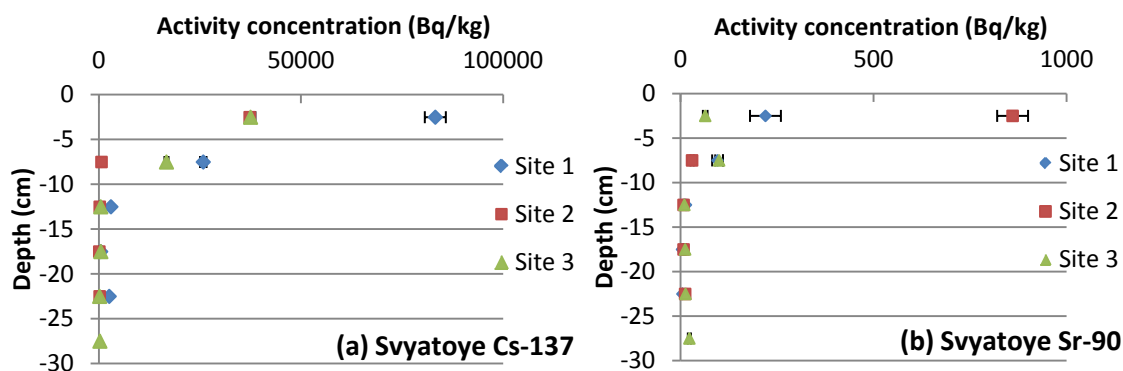 Activity concentration (Bq/kg)
0 50000 100000
0
-5
-10
-15
-20
-25
-30
Depth (cm)
Site 1
Site 2
Site 3
(a) Svyatoye Cs-137
Activity concentration (Bq/kg)
0 500 1000
0
-5
-10
-15
-20
-25
-30
Depth (cm)
Site 1
Site 2
Site 3
(b) Svyatoye Sr-90